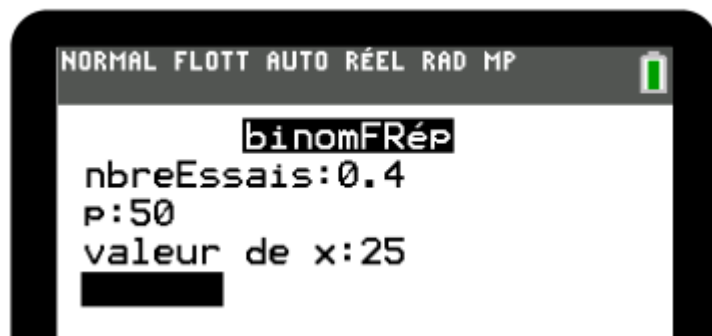 NORMAL FLOTT AUTO RÉEL RAD MP
binomFRép
nbreEssais:0.4
p:50
valeur de x:25